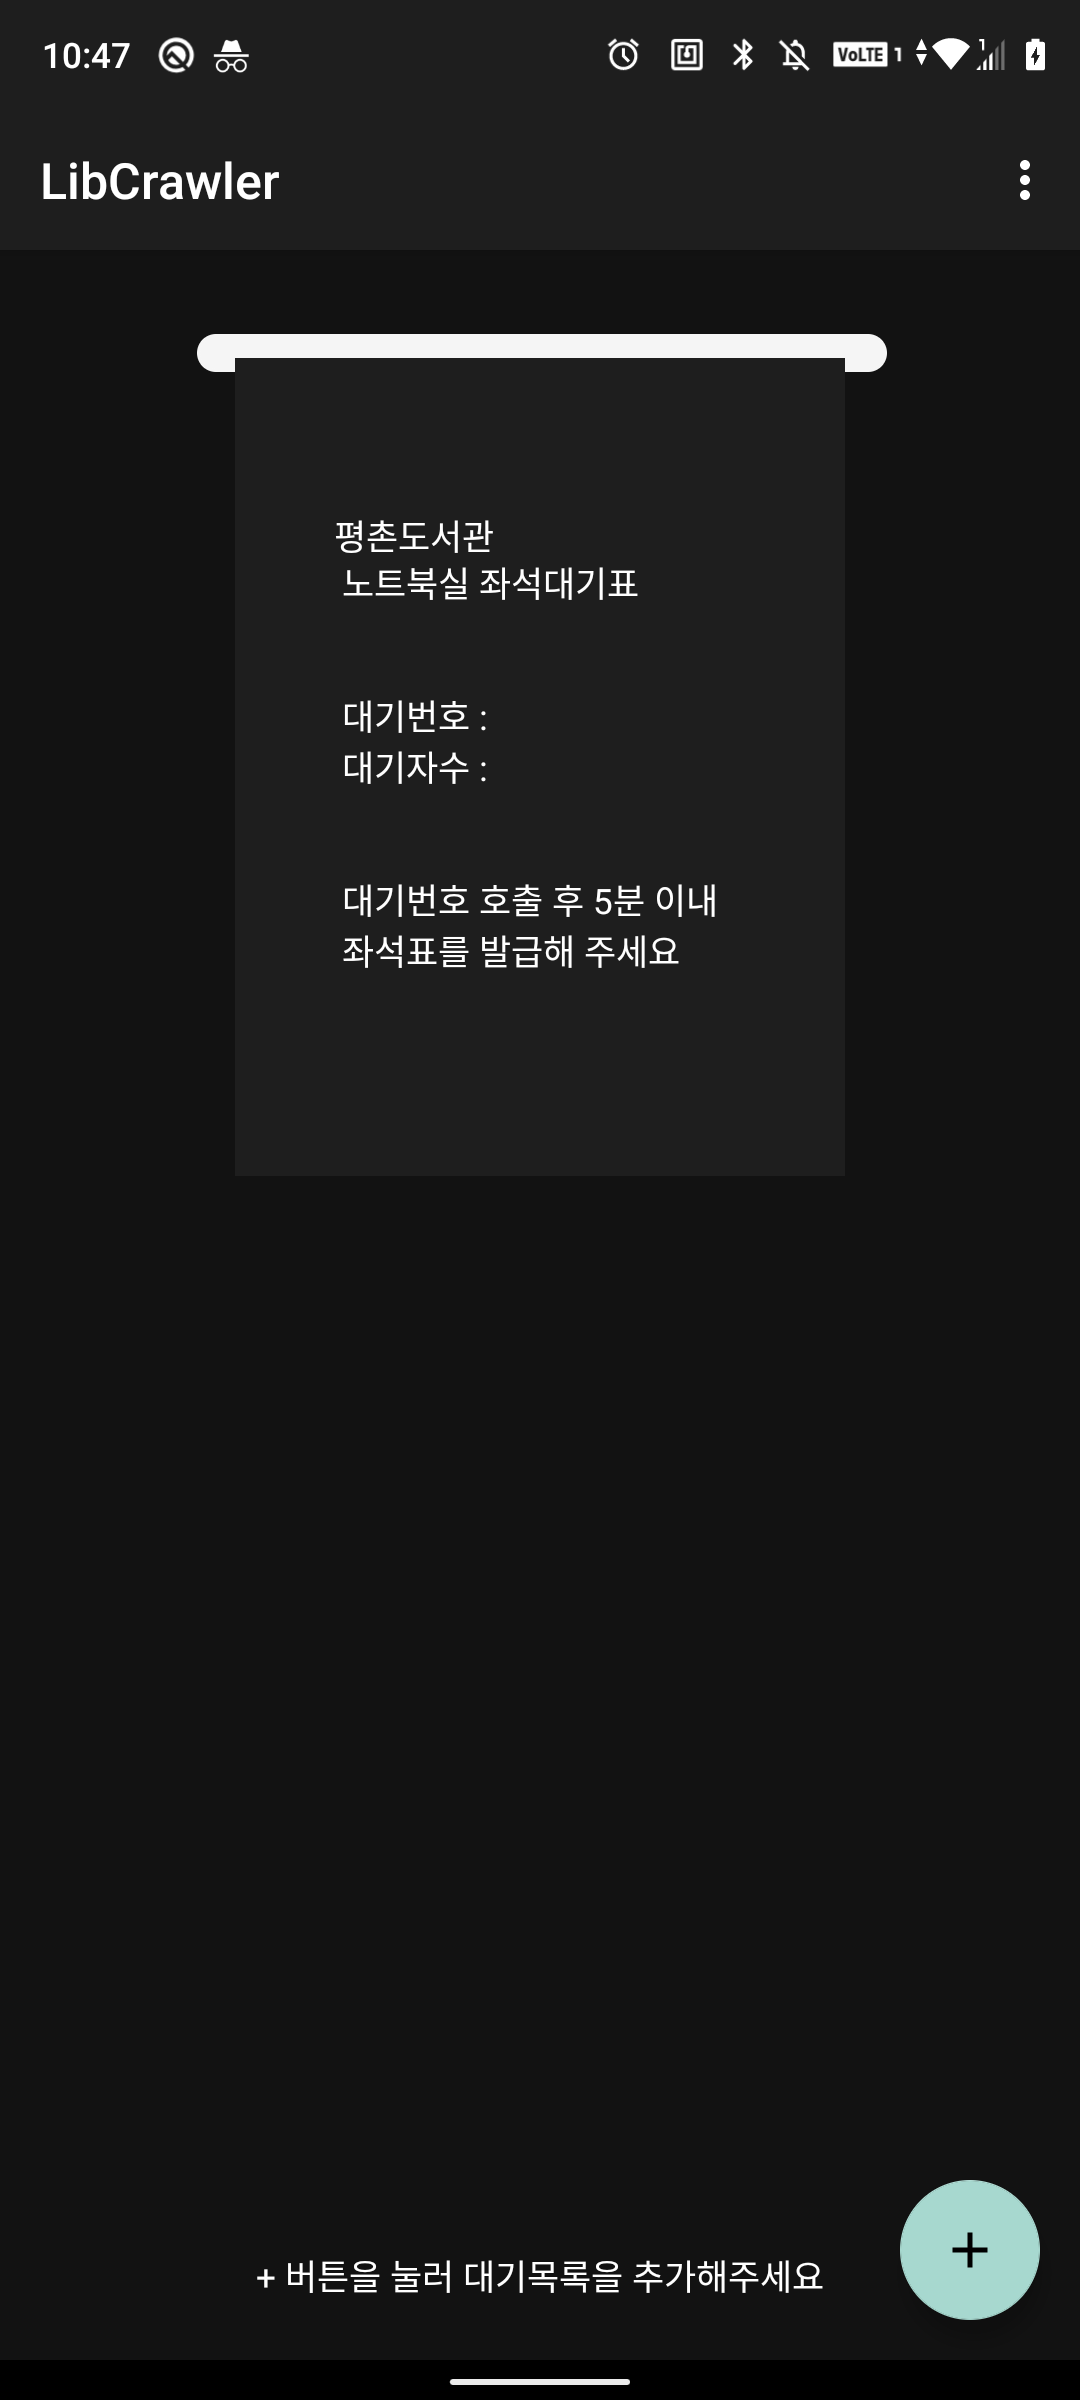 10:47
VoLTE 1
1
LibCrawler
평촌도서관
노트북실 좌석대기표
대기번호 :
대기자수 :
대기번호 호출 후 5분 이내
좌석표를 발급해 주세요
+ 버튼을 눌러 대기목록을 추가해주세요
+